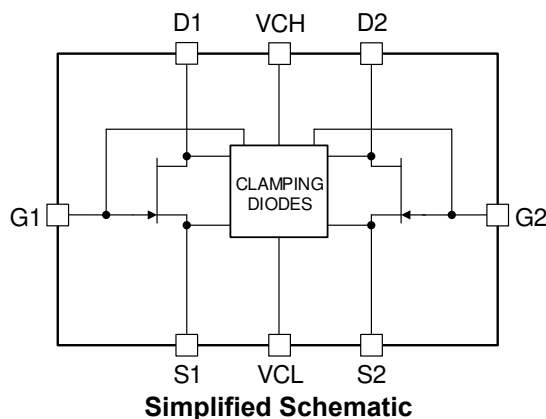 D1 VCH D2
CLAMPING
DIODES
G1 G2
S1 VCL S2
Simplified Schematic